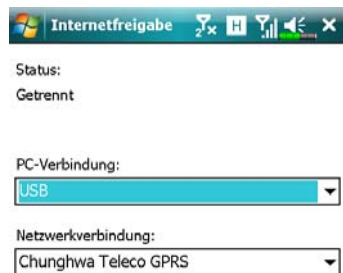 Internetfreigabe
H
Status:
Getrennt
PC-Verbindung:
USB
Netzwerkverbindung:
Chunghwa Teleco GPRS